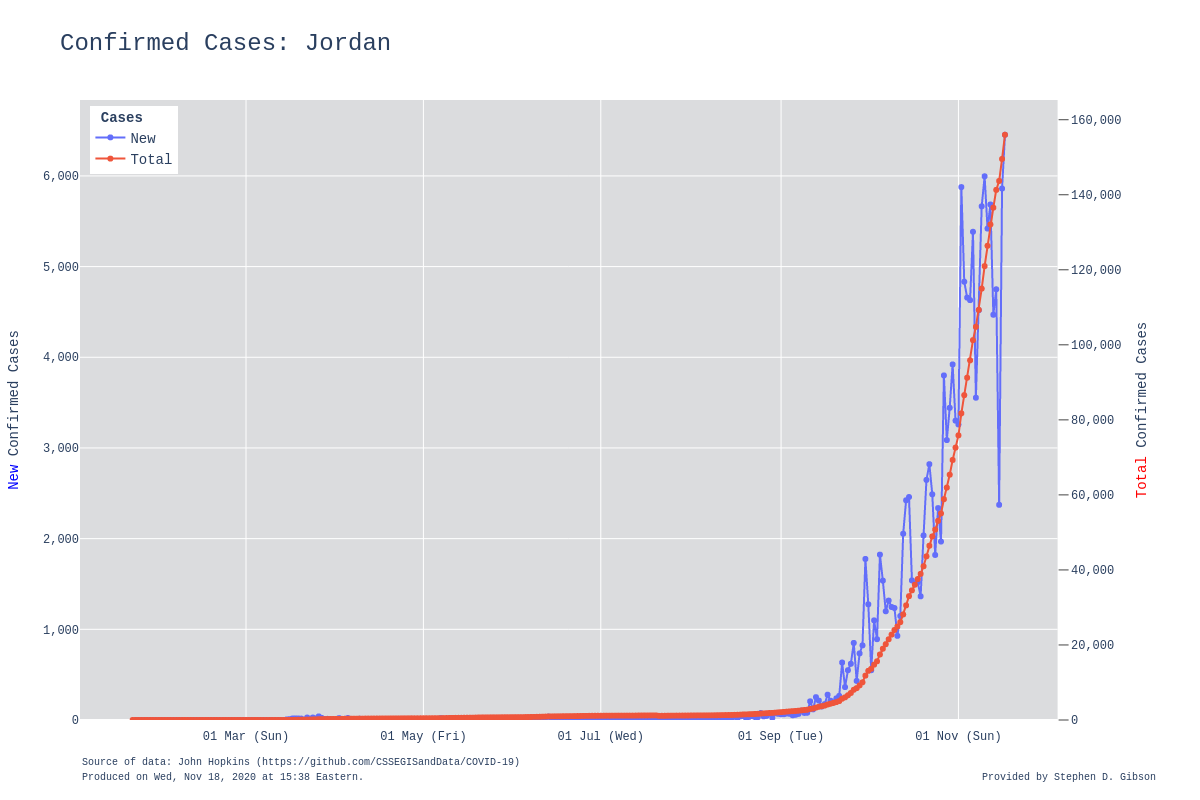 Confirmed Cases: Jordan
Cases
New
Total
6,000
5,000
4,000
3,000
2,000
1,000
0
160,000
140,000
120,000
100,000
80,000
60,000
40,000
20,000
0
New Confirmed Cases
Total Confirmed Cases
01 Mar (Sun)
01 May (Fri)
01 Jul (Wed)
01 Sep (Tue)
01 Nov (Sun)
Source of data: John Hopkins (https://github.com/CSSEGISandData/COVID-19)
Produced on Wed, Nov 18, 2020 at 15:38 Eastern.
Provided by Stephen D. Gibson